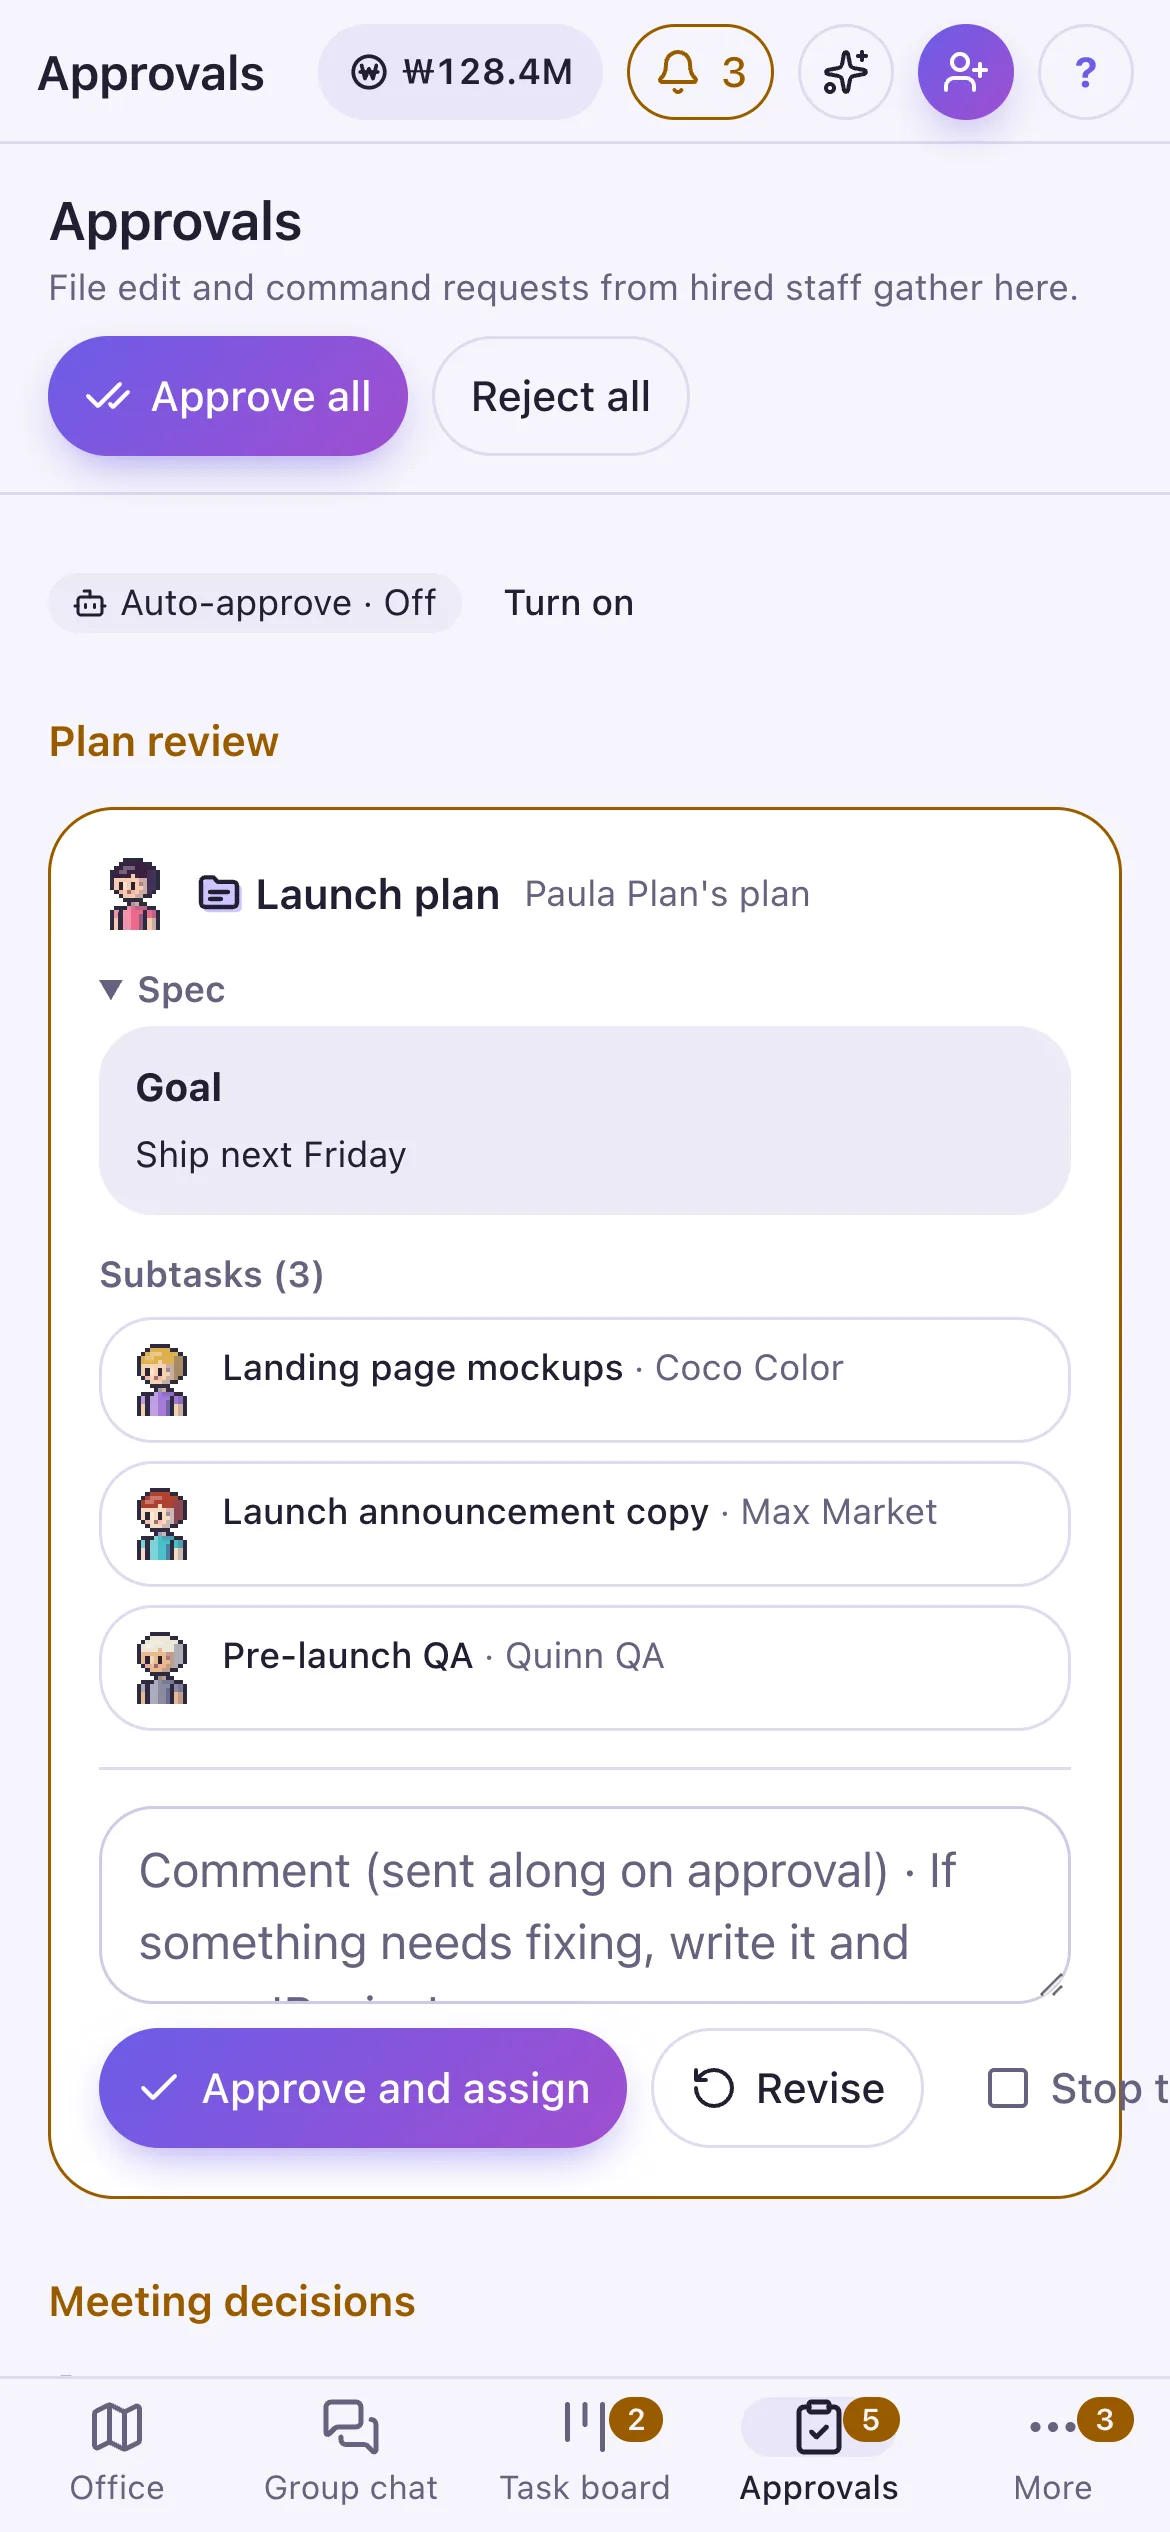 Approvals
₩128.4M
3
?
Approvals
File edit and command requests from hired staff gather here.
Approve all
Reject all
Auto-approve · Off
Turn on
Plan review
Launch plan
Paula Plan's plan
▼ Spec
Goal
Ship next Friday
Subtasks (3)
Landing page mockups · Coco Color
Launch announcement copy · Max Market
Pre-launch QA · Quinn QA
Comment (sent along on approval) · If
something needs fixing, write it and
Approve and assign
Revise
Stop t
Meeting decisions
2
5
3
Office
Group chat
Task board
Approvals
More